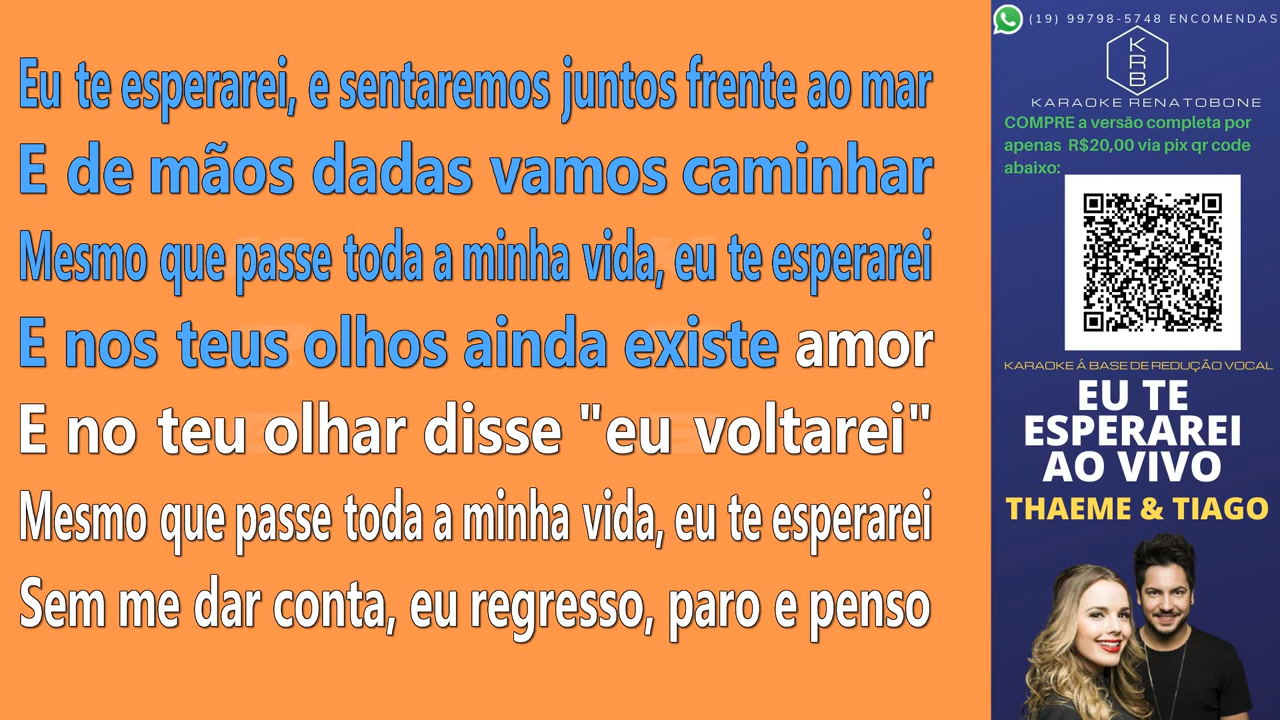 Eu te esperarei, e sentaremos juntos frente ao mar
E de mãos dadas vamos caminhar
Mesmo que passe toda a minha vida, eu te esperarei
E nos teus olhos ainda existe amor
E no teu olhar disse "eu voltarei"
Mesmo que passe toda a minha vida, eu te esperarei
Sem me dar conta, eu regresso, paro e penso
(19) 99798-5748 ENCOMENDAS
K
R
B
KARAOKE RENATOBONE
COMPRE a versão completa por
apenas R$20,00 via pix qr code
abaixo:
KARAOKE Á BASE DE REDUÇÃO VOCAL
EU TE
ESPERAREI
AO VIVO
THAEME & TIAGO